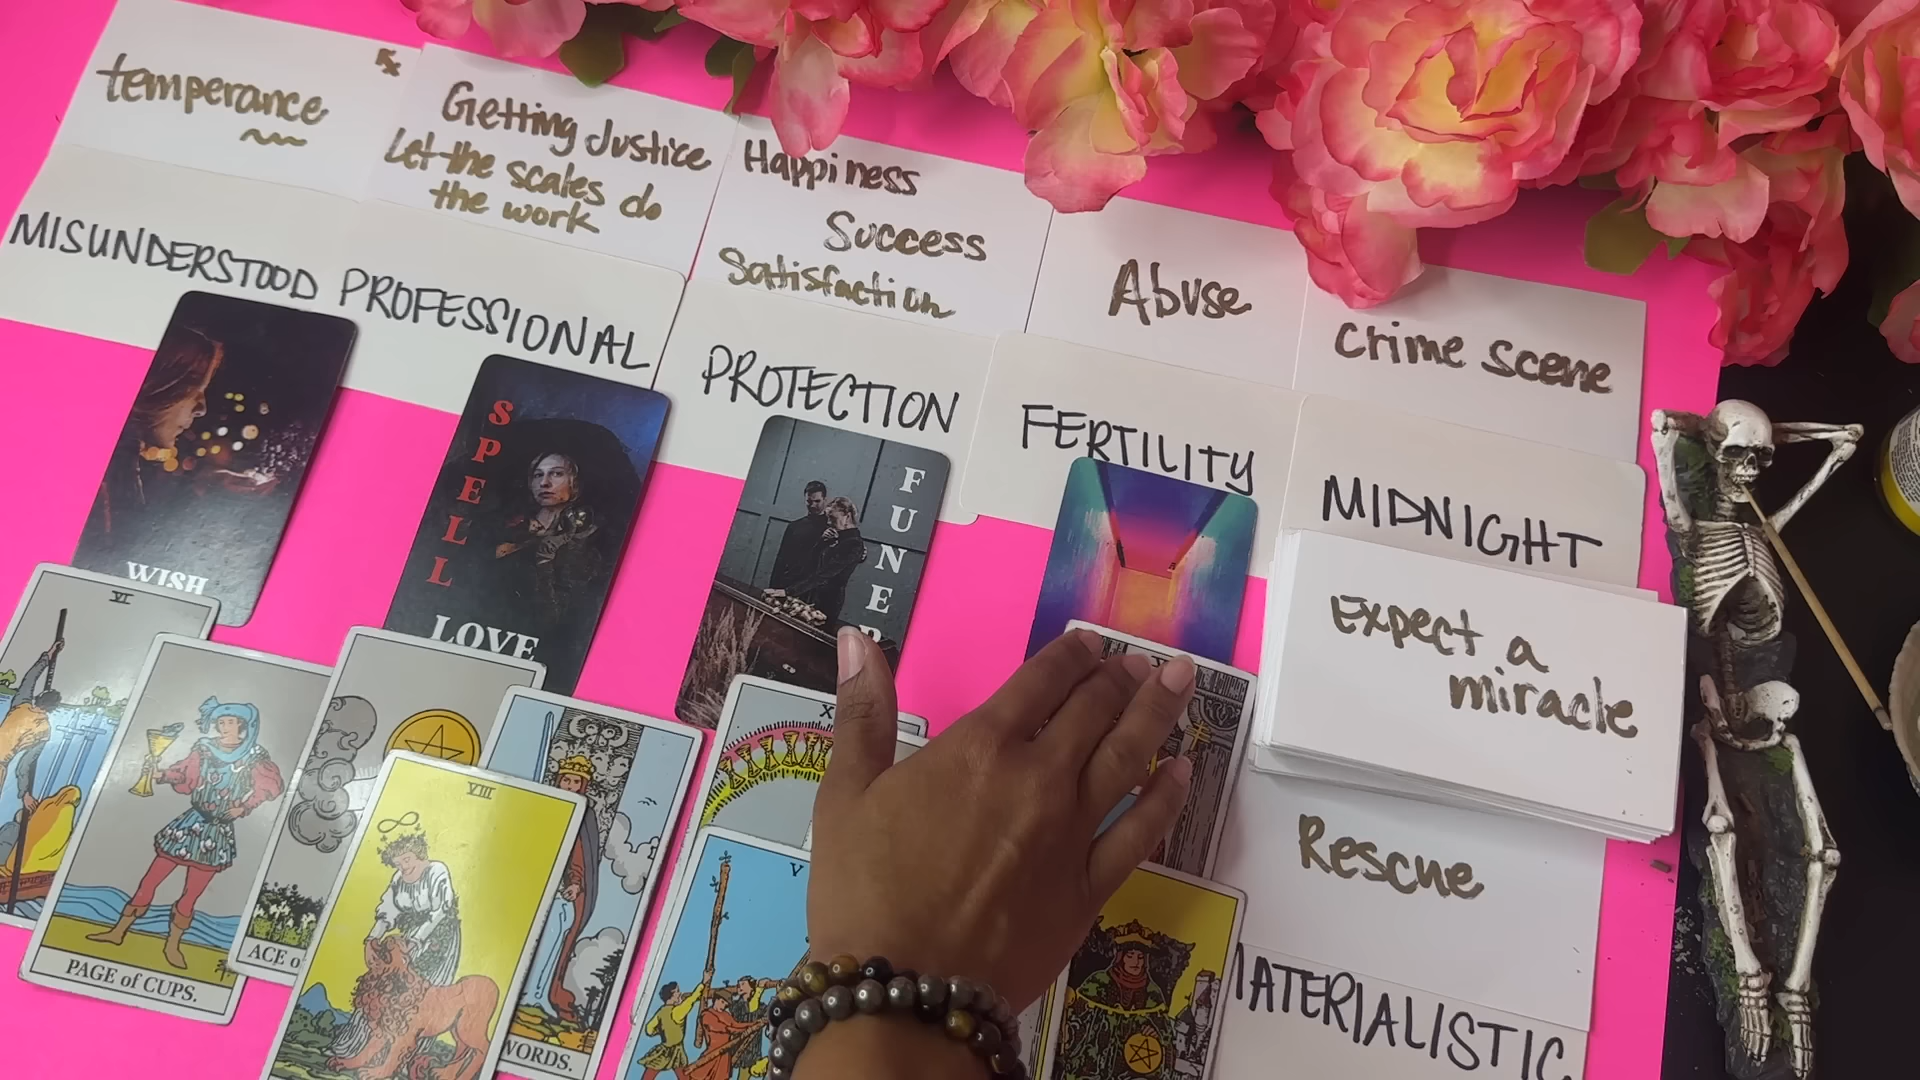 temperance
Getting Justice
Let the scales do
the work
Happiness
Success
Satisfaction
Abuse
Crime Scene
MISUNDERSTOOD
PROFESSIONAL
PROTECTION
FERTILITY
MIDNIGHT
WISH
SPELL
LOVE
FUNE
Expect a
miracle
Rescue
MATERIALISTIC
VI
PAGE of CUPS.
ACE o
VIII
WORDS.
X
V